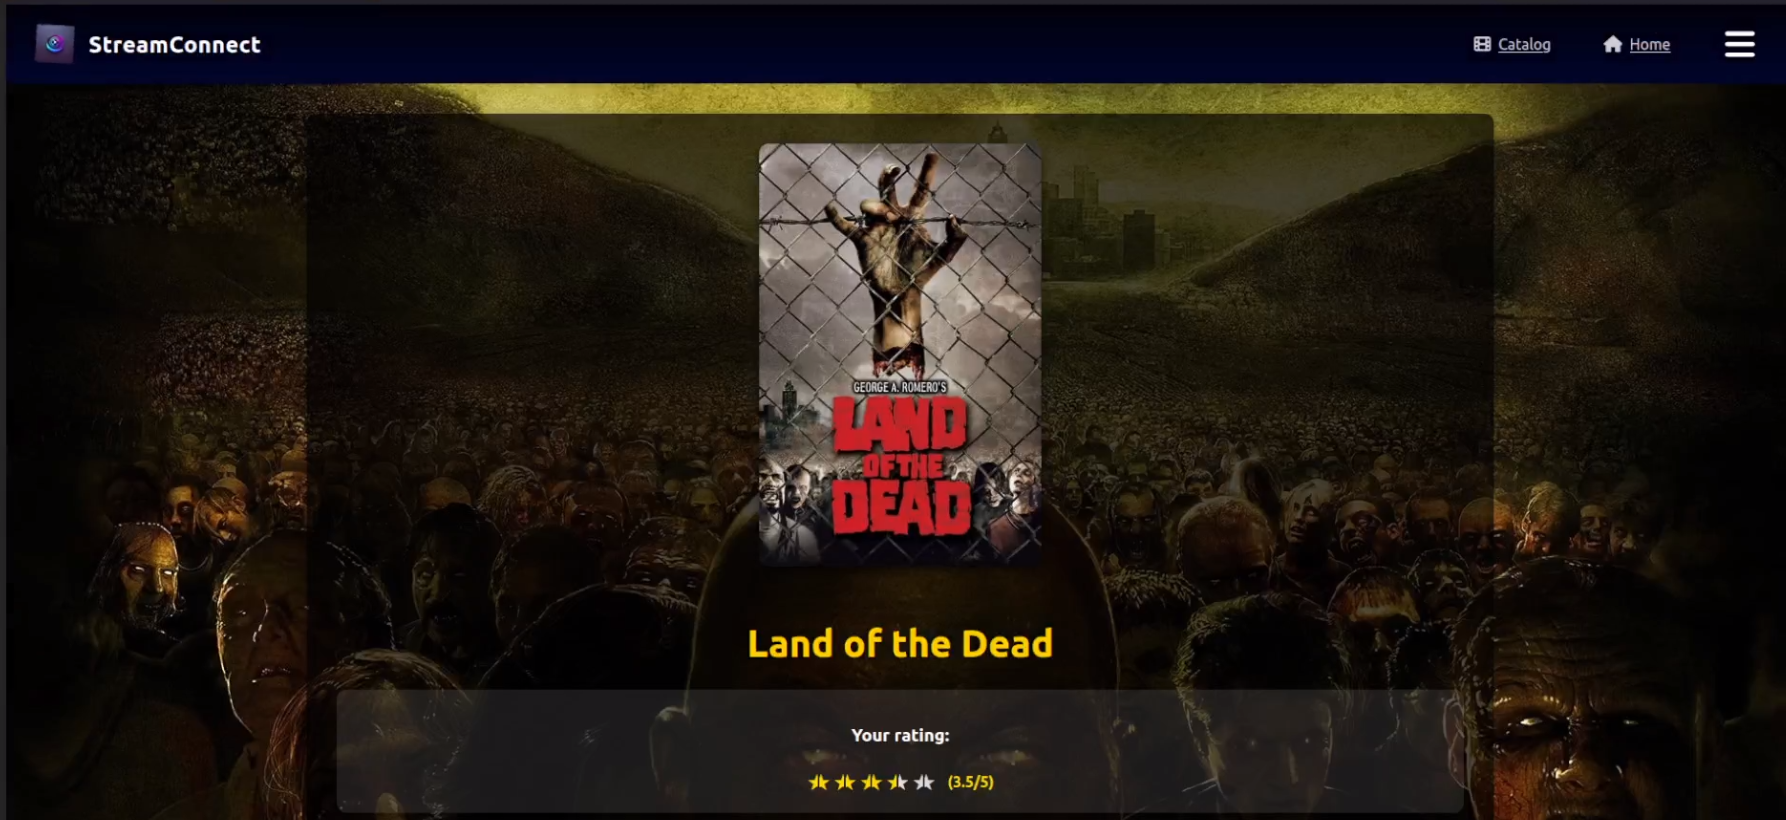 StreamConnect
Catalog
Home
GEORGE A. ROMERO'S
LAND
OF THE
DEAD
Land of the Dead
Your rating:
(3.5/5)